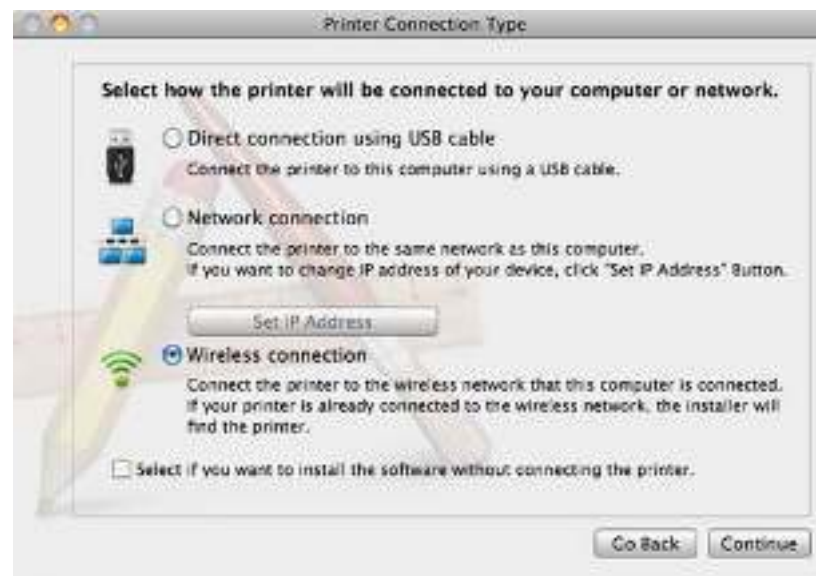 Printer Connection Type
Select how the printer will be connected to your computer or network.
Direct connection using USB cable
Connect the printer to this computer using a USB cable.
Network connection
Connect the printer to the same network as this computer.
If you want to change IP address of your device, click "Set IP Address" Button.
Set IP Address
Wireless connection
Connect the printer to the wireless network that this computer is connected.
If your printer is already connected to the wireless network, the installer will
find the printer.
Select if you want to install the software without connecting the printer.
Go Back Continue